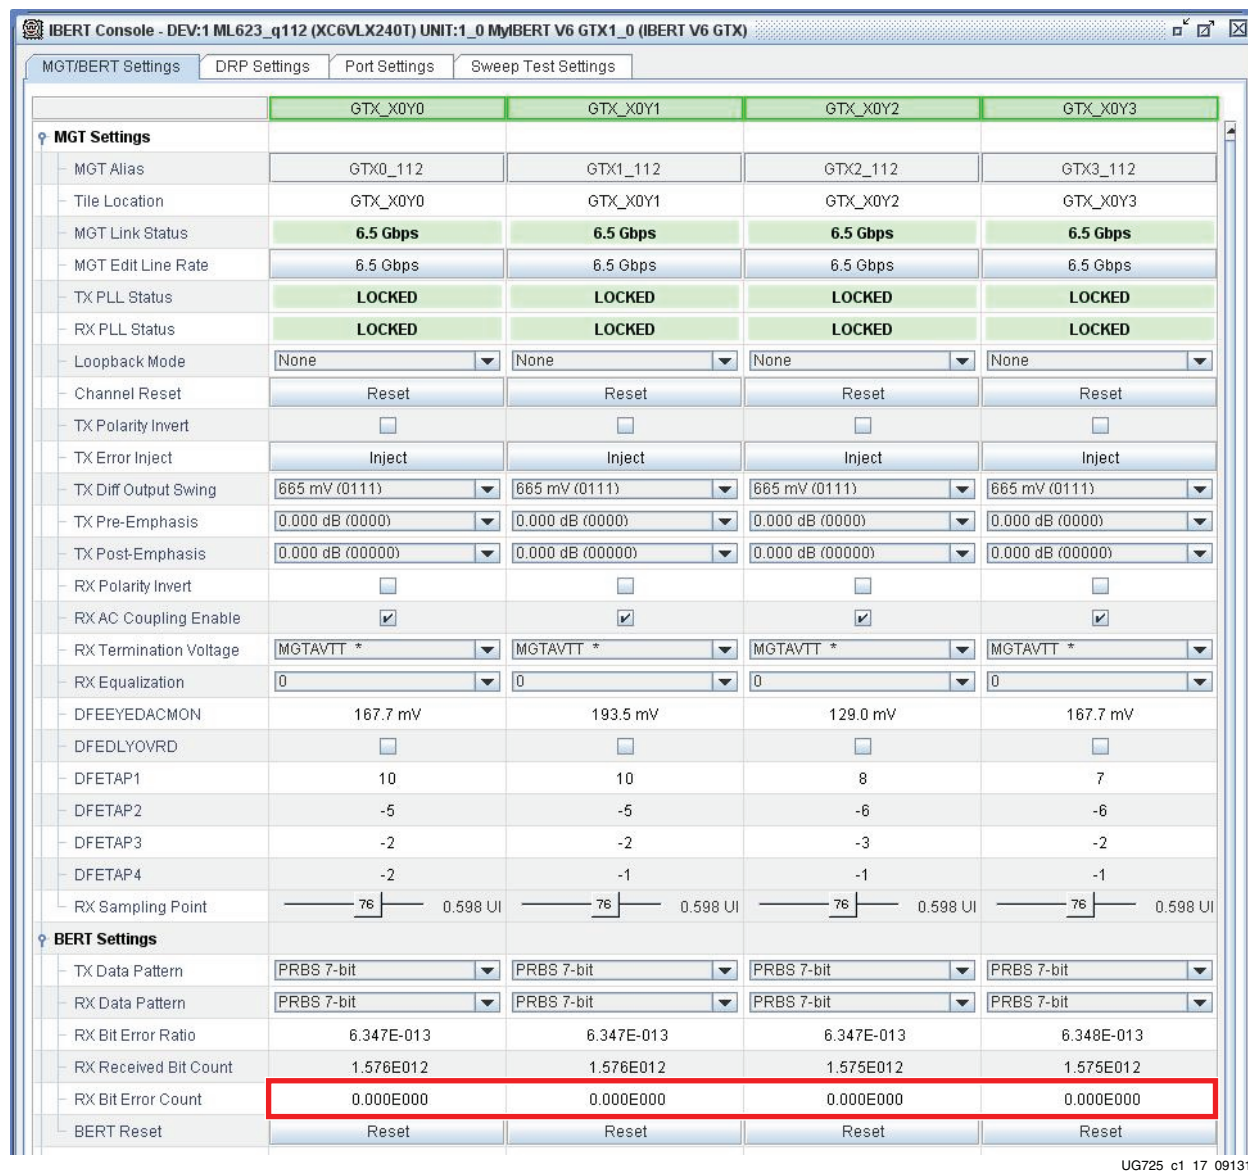 IBERT Console - DEV:1 ML623_q112 (XC6VLX240T) UNIT:1_0 MyIBERT V6 GTX1_0 (IBERT V6 GTX)
MGT/BERT Settings DRP Settings Port Settings Sweep Test Settings
GTX_X0Y0 GTX_X0Y1 GTX_X0Y2 GTX_X0Y3
MGT Settings
MGT Alias GTX0_112 GTX1_112 GTX2_112 GTX3_112
Tile Location GTX_X0Y0 GTX_X0Y1 GTX_X0Y2 GTX_X0Y3
MGT Link Status 6.5 Gbps 6.5 Gbps 6.5 Gbps 6.5 Gbps
MGT Edit Line Rate 6.5 Gbps 6.5 Gbps 6.5 Gbps 6.5 Gbps
TX PLL Status LOCKED LOCKED LOCKED LOCKED
RX PLL Status LOCKED LOCKED LOCKED LOCKED
Loopback Mode None None None None
Channel Reset Reset Reset Reset Reset
TX Polarity Invert
TX Error Inject Inject Inject Inject Inject
TX Diff Output Swing 665 mV (0111) 665 mV (0111) 665 mV (0111) 665 mV (0111)
TX Pre-Emphasis 0.000 dB (0000) 0.000 dB (0000) 0.000 dB (0000) 0.000 dB (0000)
TX Post-Emphasis 0.000 dB (00000) 0.000 dB (00000) 0.000 dB (00000) 0.000 dB (00000)
RX Polarity Invert
RX AC Coupling Enable
RX Termination Voltage MGTAVTT * MGTAVTT * MGTAVTT * MGTAVTT *
RX Equalization 0 0 0 0
DFEEYEDACMON 167.7 mV 193.5 mV 129.0 mV 167.7 mV
DFEDLYOVRD
DFETAP1 10 10 8 7
DFETAP2 -5 -5 -6 -6
DFETAP3 -2 -2 -3 -2
DFETAP4 -2 -1 -1 -1
RX Sampling Point 76 0.598 UI 76 0.598 UI 76 0.598 UI 76 0.598 UI
BERT Settings
TX Data Pattern PRBS 7-bit PRBS 7-bit PRBS 7-bit PRBS 7-bit
RX Data Pattern PRBS 7-bit PRBS 7-bit PRBS 7-bit PRBS 7-bit
RX Bit Error Ratio 6.347E-013 6.347E-013 6.347E-013 6.348E-013
RX Received Bit Count 1.576E012 1.576E012 1.575E012 1.575E012
RX Bit Error Count 0.000E000 0.000E000 0.000E000 0.000E000
BERT Reset Reset Reset Reset Reset